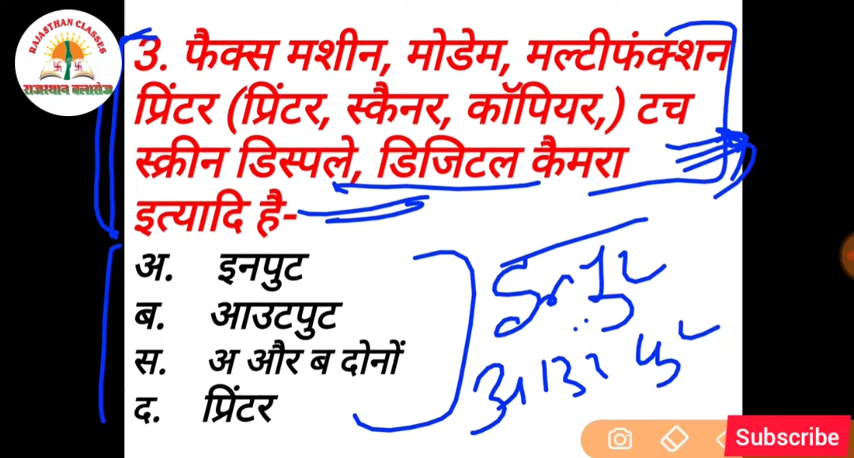 RAJASTHAN CLASSES
राजस्थान क्लासेज
3. फैक्स मशीन, मोडेम, मल्टीफंक्शन
प्रिंटर (प्रिंटर, स्कैनर, कॉपियर,) टच
स्क्रीन डिस्पले, डिजिटल कैमरा
इत्यादि है-
अ. इनपुट
ब. आउटपुट
स. अ और ब दोनों
द. प्रिंटर
Subscribe